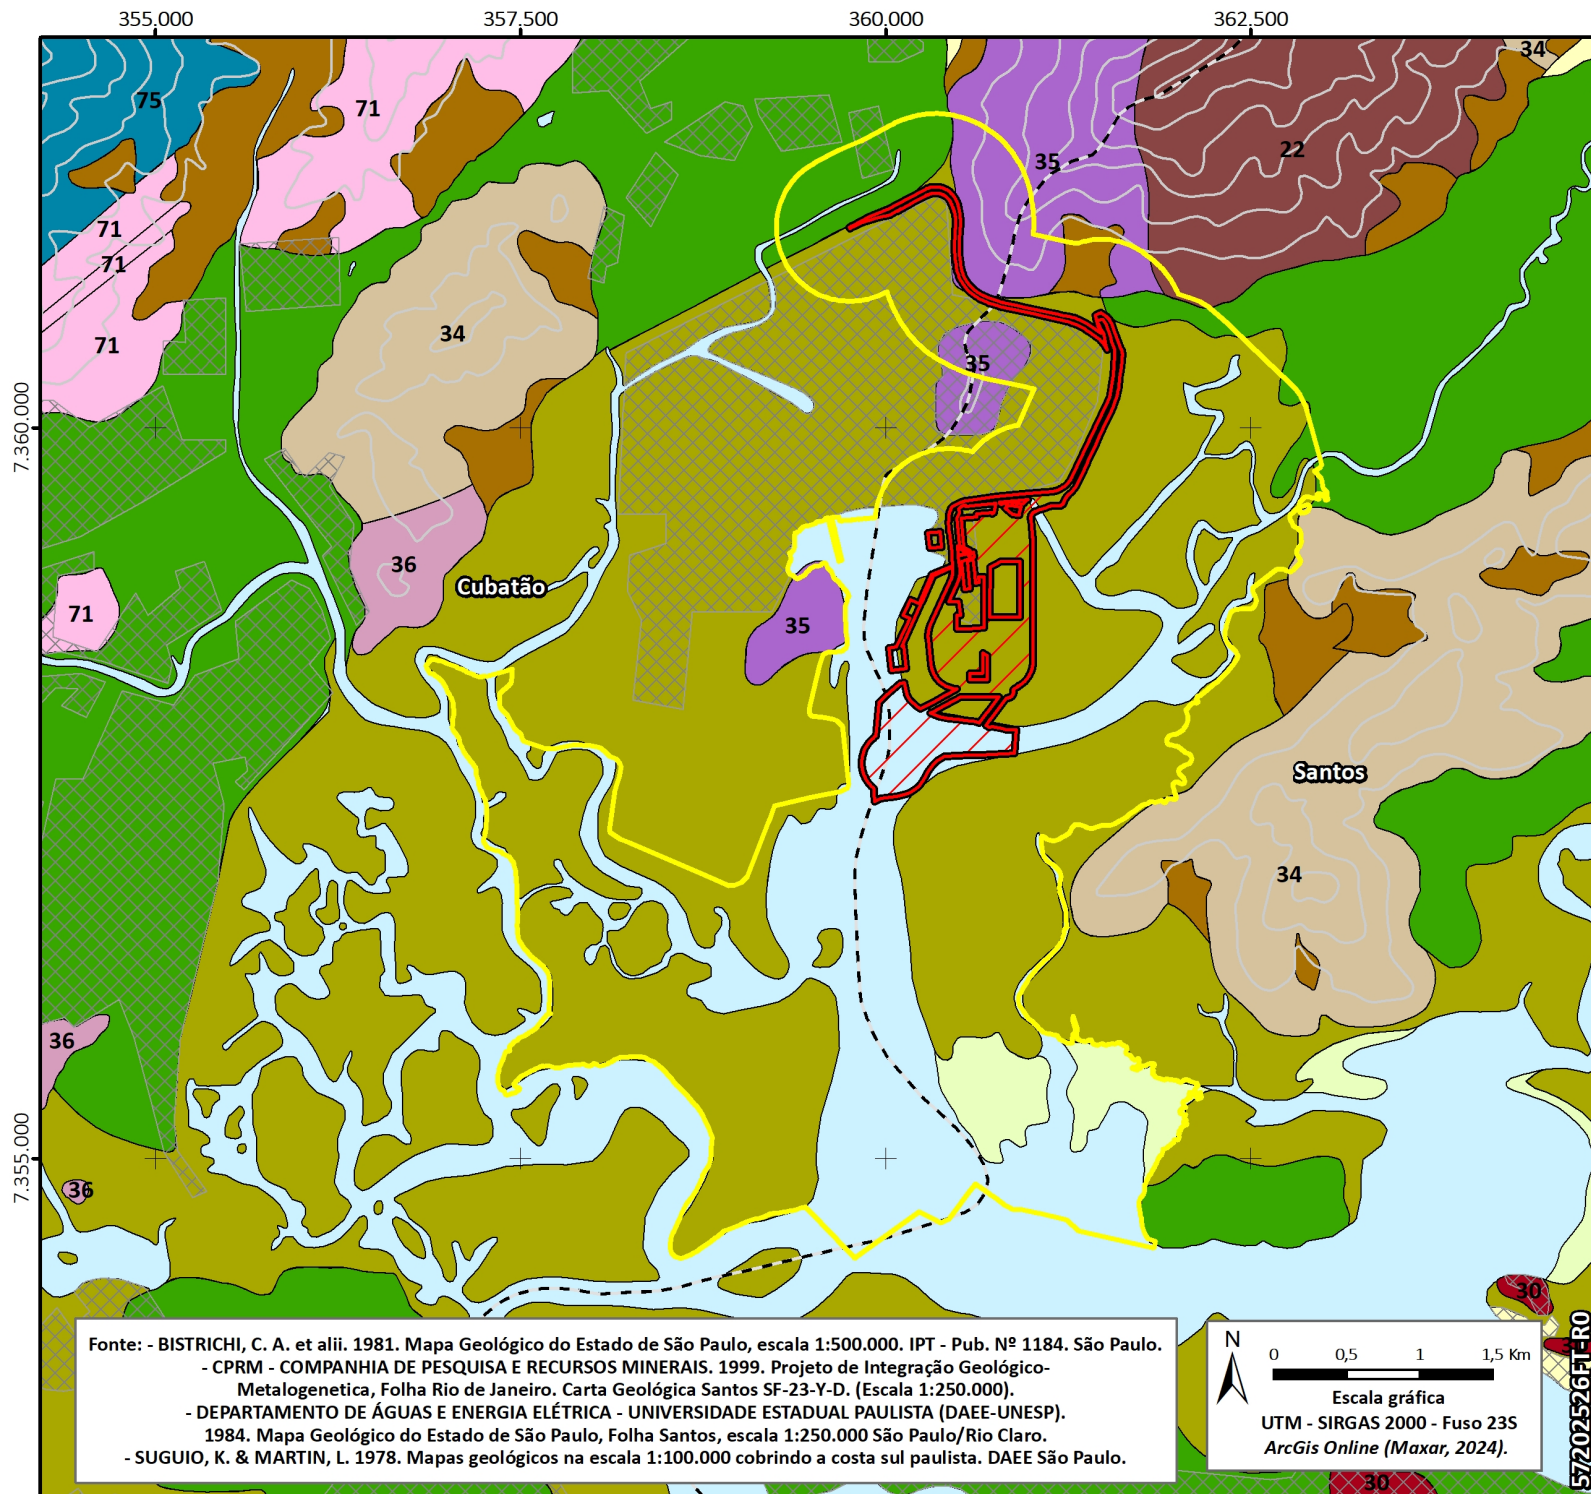 355.000
357.500
360.000
362.500
34
75
71
35
22
71
71
34
71
35
7.360.000
36
Cubatão
71
35
Santos
34
36
7.355.000
36
30
Fonte: - BISTRICHI, C. A. et alii. 1981. Mapa Geológico do Estado de São Paulo, escala 1:500.000. IPT - Pub. Nº 1184. São Paulo.
- CPRM - COMPANHIA DE PESQUISA E RECURSOS MINERAIS. 1999. Projeto de Integração Geológico-
Metalogenetica, Folha Rio de Janeiro. Carta Geológica Santos SF-23-Y-D. (Escala 1:250.000).
- DEPARTAMENTO DE ÁGUAS E ENERGIA ELÉTRICA - UNIVERSIDADE ESTADUAL PAULISTA (DAEE-UNESP).
1984. Mapa Geológico do Estado de São Paulo, Folha Santos, escala 1:250.000 São Paulo/Rio Claro.
- SUGUIO, K. & MARTIN, L. 1978. Mapas geológicos na escala 1:100.000 cobrindo a costa sul paulista. DAEE São Paulo.
N
0 0,5 1 1,5 Km
Escala gráfica
UTM - SIRGAS 2000 - Fuso 23S
ArcGis Online (Maxar, 2024).
57202526FTER0
30